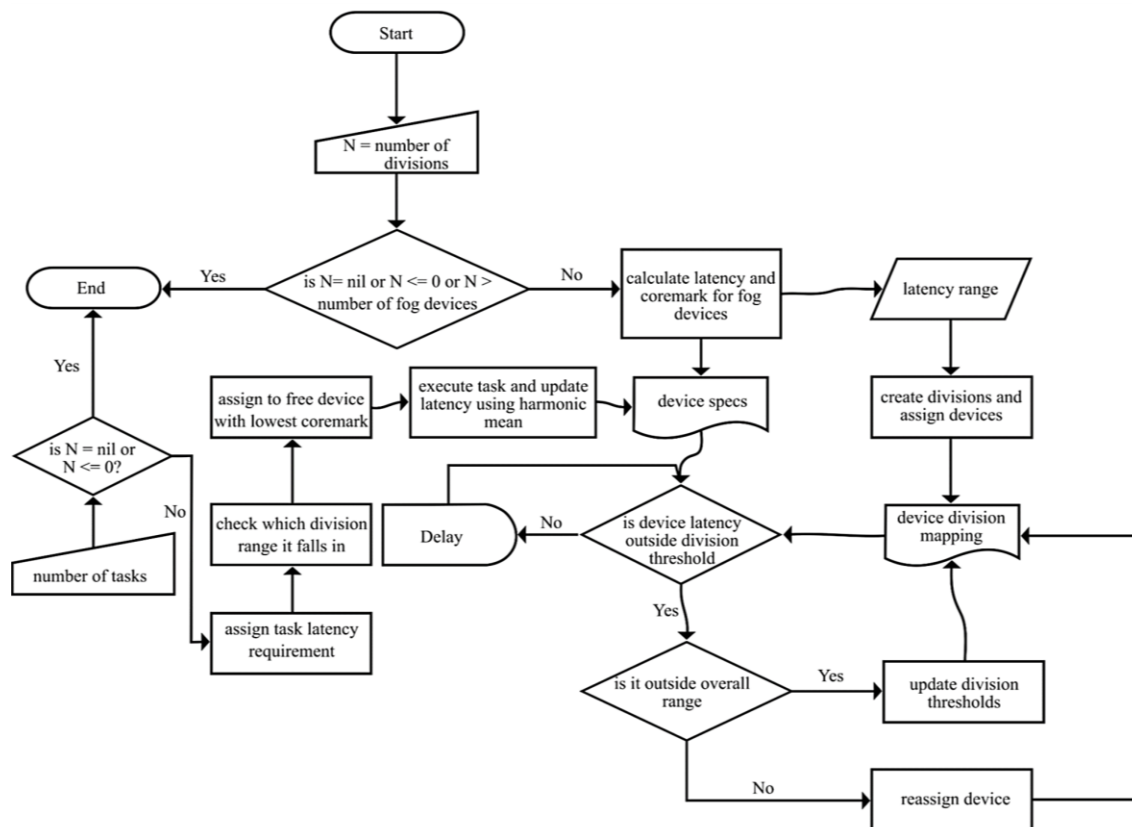 Start
N = number of
divisions
is N= nil or N <= 0 or N >
number of fog devices
Yes
No
End
calculate latency and
coremark for fog
devices
latency range
Yes
assign to free device
with lowest coremark
execute task and update
latency using harmonic
mean
device specs
create divisions and
assign devices
is N = nil or
N <= 0?
No
check which division
range it falls in
Delay
No
is device latency
outside division
threshold
device division
mapping
number of tasks
assign task latency
requirement
Yes
is it outside overall
range
Yes
update division
thresholds
No
reassign device